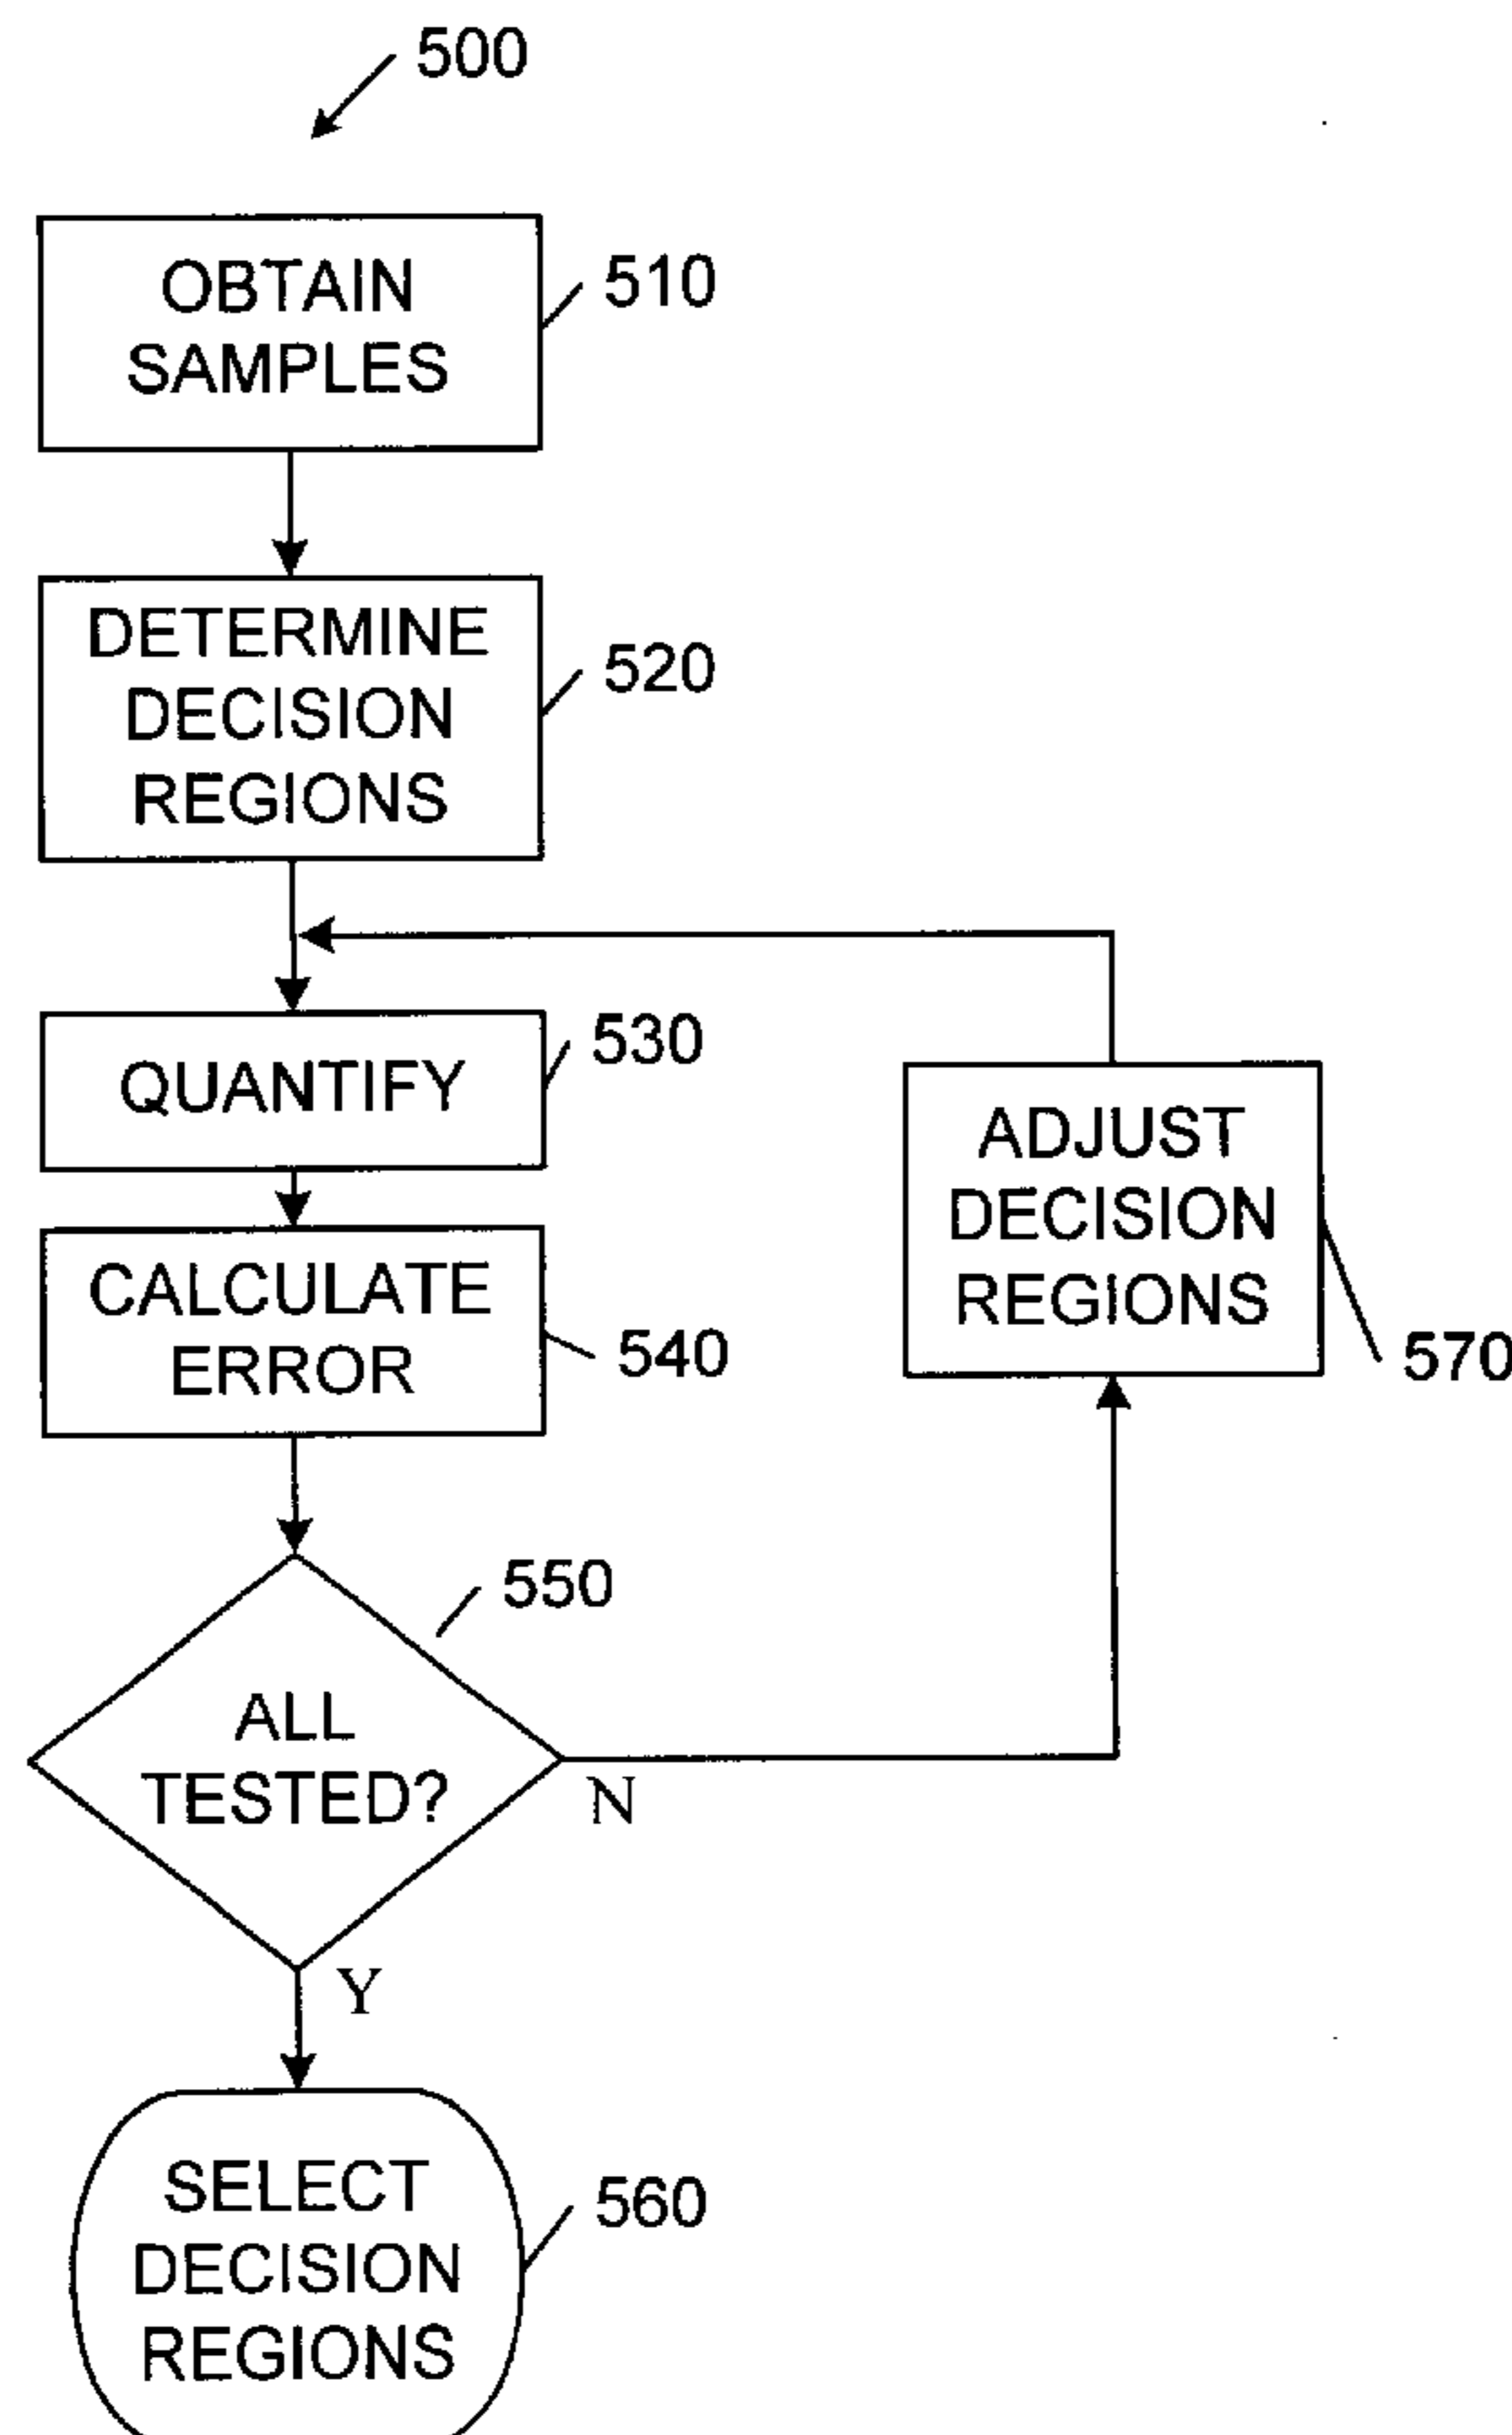 500
OBTAIN
SAMPLES
510
DETERMINE
DECISION
REGIONS
520
QUANTIFY
530
CALCULATE
ERROR
540
ADJUST
DECISION
REGIONS
570
ALL
TESTED?
550
N
Y
SELECT
DECISION
REGIONS
560